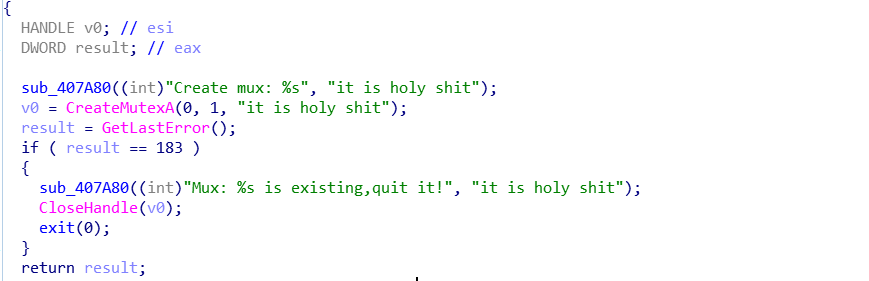 {
HANDLE v0; // esi
DWORD result; // eax
sub_407A80((int)"Create mux: %s", "it is holy shit");
v0 = CreateMutexA(0, 1, "it is holy shit");
result = GetLastError();
if ( result == 183 )
{
sub_407A80((int)"Mux: %s is existing,quit it!", "it is holy shit");
CloseHandle(v0);
exit(0);
}
return result;